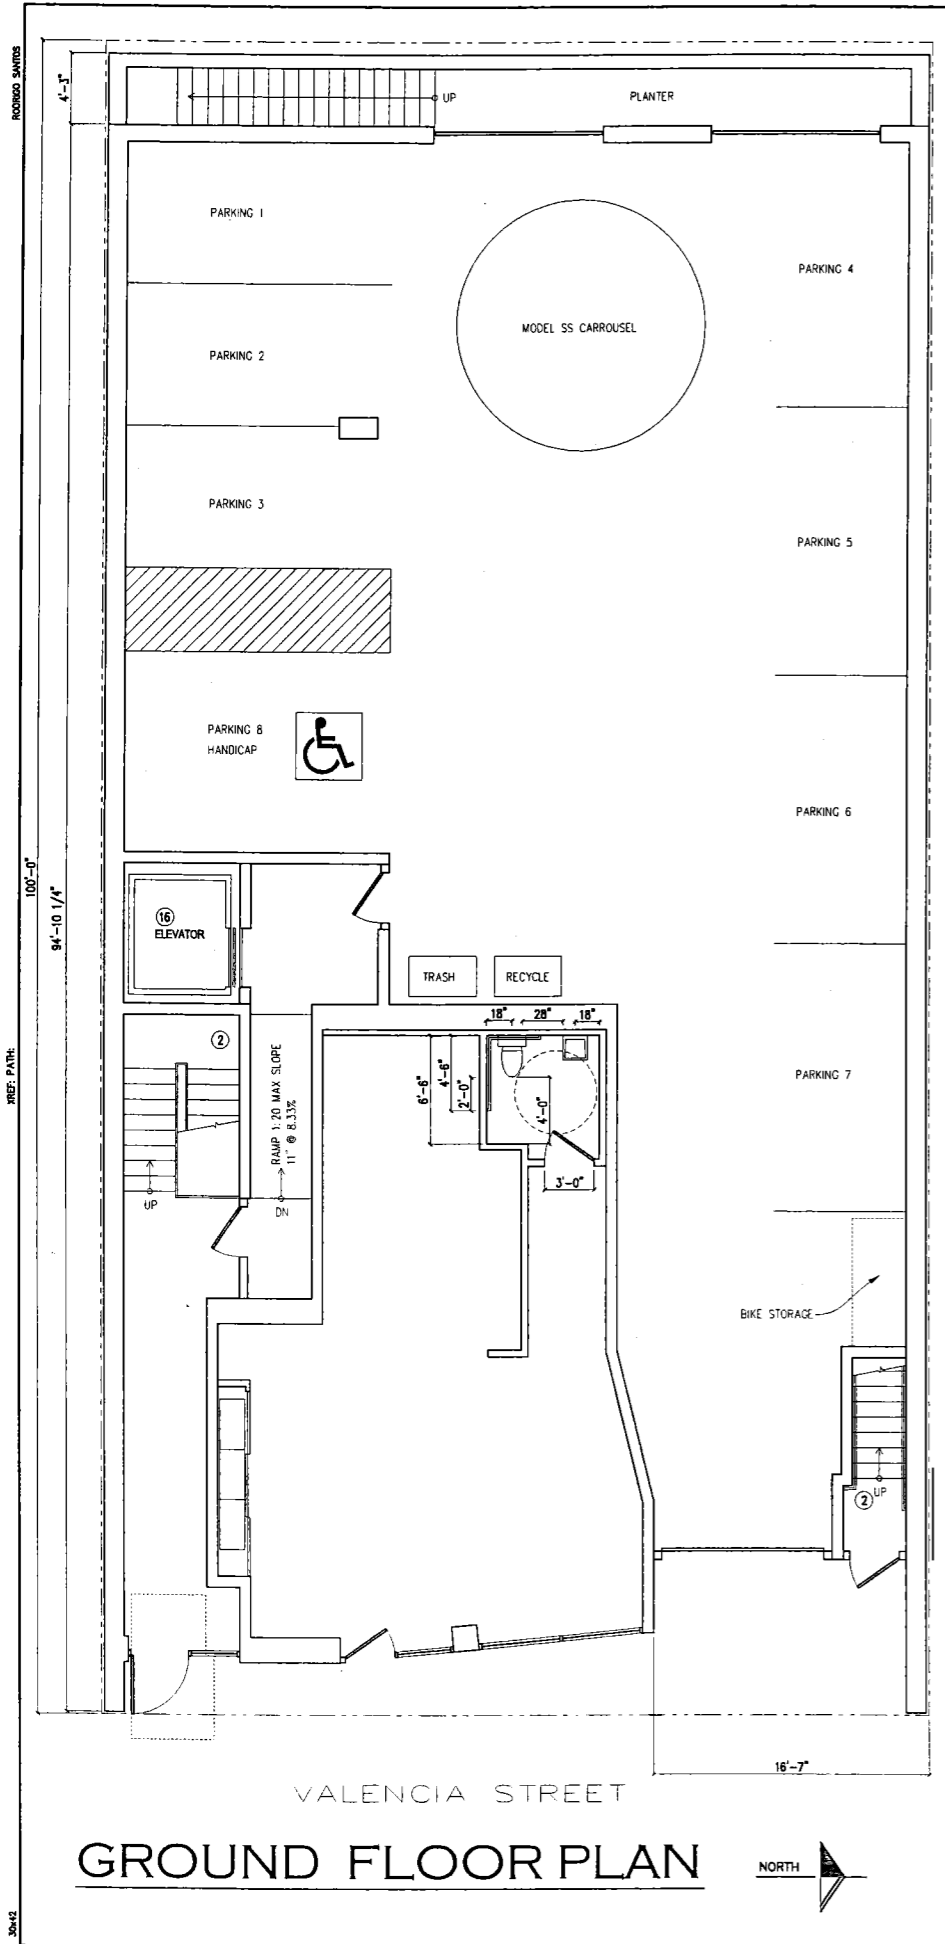 RODRIGO SANTOS
4'-3"
UP
PLANTER
PARKING 1
PARKING 4
MODEL SS CARROUSEL
PARKING 2
PARKING 3
PARKING 5
PARKING 8
HANDICAP
PARKING 6
100'-0"
94'-10 1/4"
16
ELEVATOR
TRASH
RECYCLE
18"
28"
18"
2
XREF: PATH:
RAMP 1:20 MAX SLOPE
11" @ 8.33%
6'-6"
4'-6"
2'-0"
4'-0"
PARKING 7
3'-0"
UP
DN
BIKE STORAGE
2
UP
16'-7"
VALENCIA STREET
GROUND FLOOR PLAN
NORTH
30x42